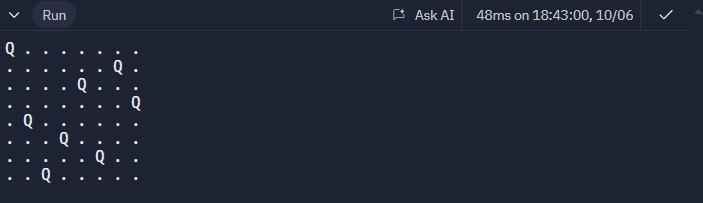 Run Ask AI 48ms on 18:43:00, 10/06
Q . . . . . . .
. . . . . . Q .
. . . . Q . . .
. . . . . . . Q
. Q . . . . . .
. . . Q . . . .
. . . . . Q . .
. . Q . . . . .